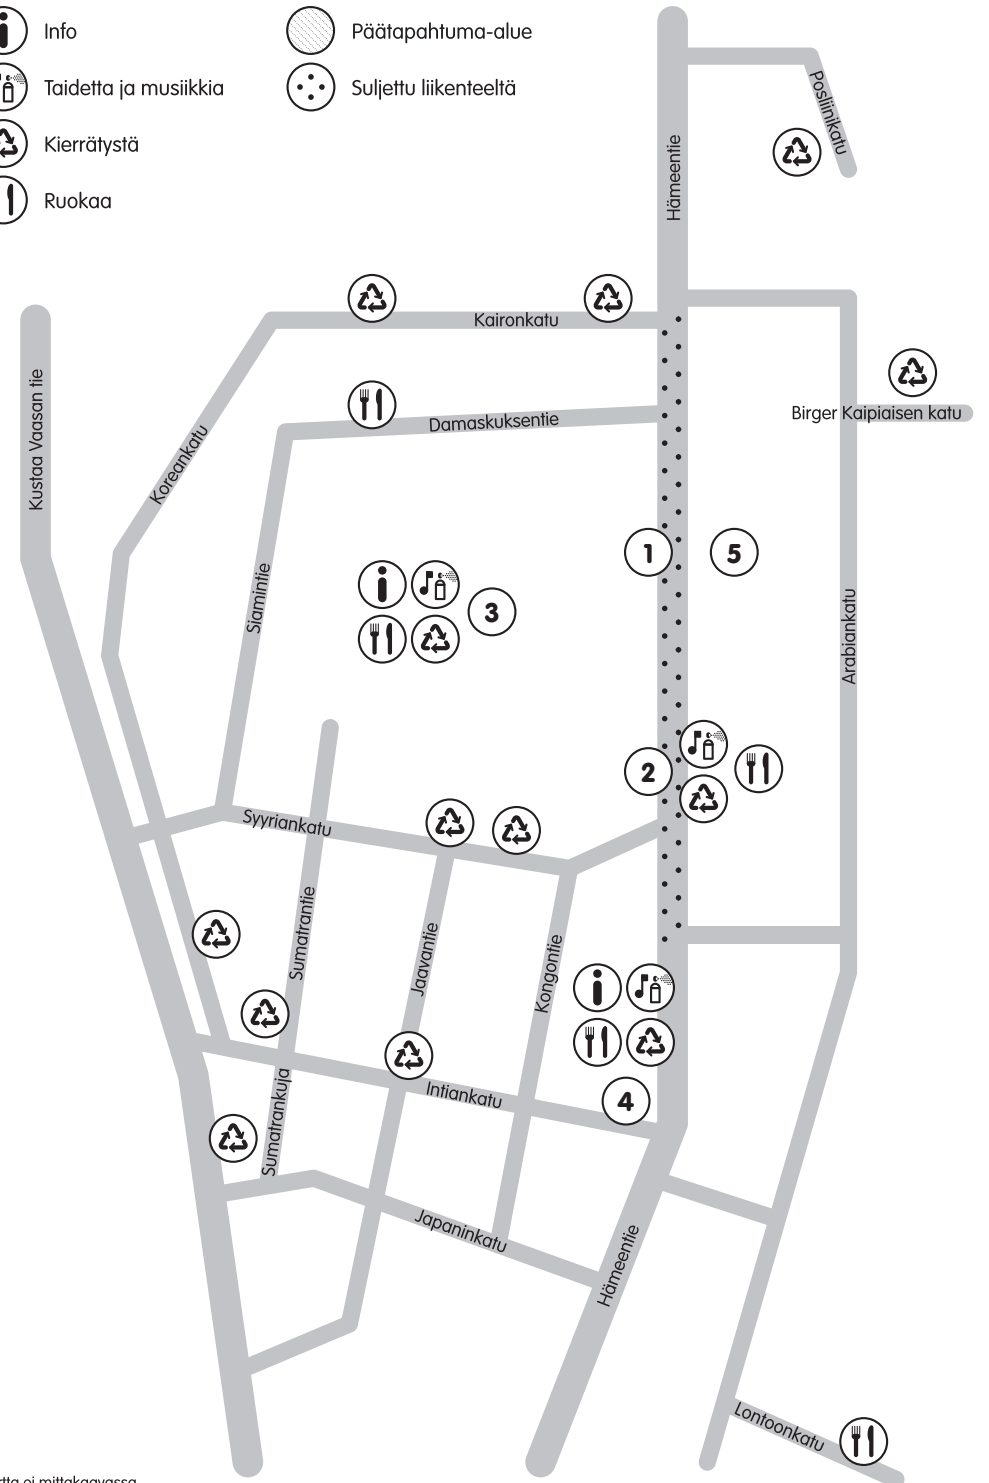 Info
Päätapahtuma-alue
Taidetta ja musiikkia
Suljettu liikenteeltä
Kierrätystä
Ruokaa
Posliinikatu
Hämeentie
Kaironkatu
Kustaa Vaasan tie
Birger Kaipiaisen katu
Damaskuksentie
Koreankatu
1
5
Siamintie
3
Arabiankatu
2
Syyriankatu
Sumatrantie
Jaavantie
Kongontie
Intiankatu
4
Sumatrankuja
Japaninkatu
Hämeentie
Lontoonkatu